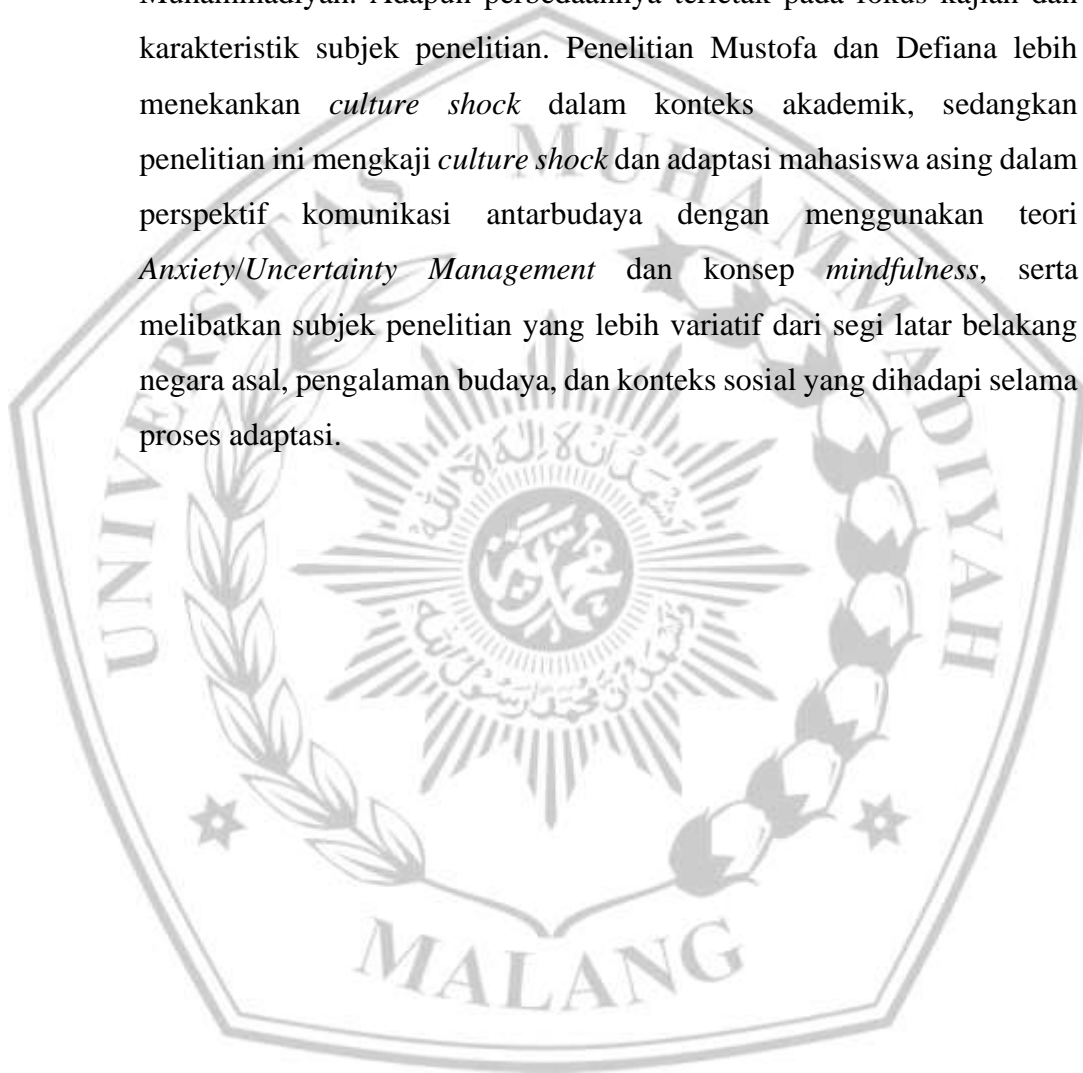 Muhammadiyah. Adapun perbedaannya terletak pada fokus kajian dan
karakteristik subjek penelitian. Penelitian Mustofa dan Defiana lebih
menekankan culture shock dalam konteks akademik, sedangkan
penelitian ini mengkaji culture shock dan adaptasi mahasiswa asing dalam
perspektif komunikasi antarbudaya dengan menggunakan teori
Anxiety/Uncertainty Management dan konsep mindfulness, serta
melibatkan subjek penelitian yang lebih variatif dari segi latar belakang
negara asal, pengalaman budaya, dan konteks sosial yang dihadapi selama
proses adaptasi.
UNIVERSITAS MUHAMMADIYAH
MALANG